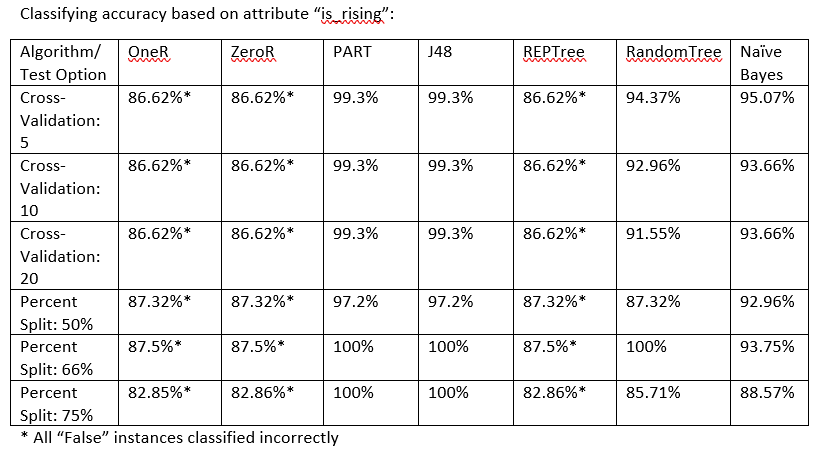 Classifying accuracy based on attribute “is_rising”:
Algorithm/ Test Option OneR ZeroR PART J48 REPTree RandomTree Naïve Bayes
Cross-Validation: 5 86.62%* 86.62%* 99.3% 99.3% 86.62%* 94.37% 95.07%
Cross-Validation: 10 86.62%* 86.62%* 99.3% 99.3% 86.62%* 92.96% 93.66%
Cross-Validation: 20 86.62%* 86.62%* 99.3% 99.3% 86.62%* 91.55% 93.66%
Percent Split: 50% 87.32%* 87.32%* 97.2% 97.2% 87.32%* 87.32% 92.96%
Percent Split: 66% 87.5%* 87.5%* 100% 100% 87.5%* 100% 93.75%
Percent Split: 75% 82.85%* 82.86%* 100% 100% 82.86%* 85.71% 88.57%
* All “False” instances classified incorrectly